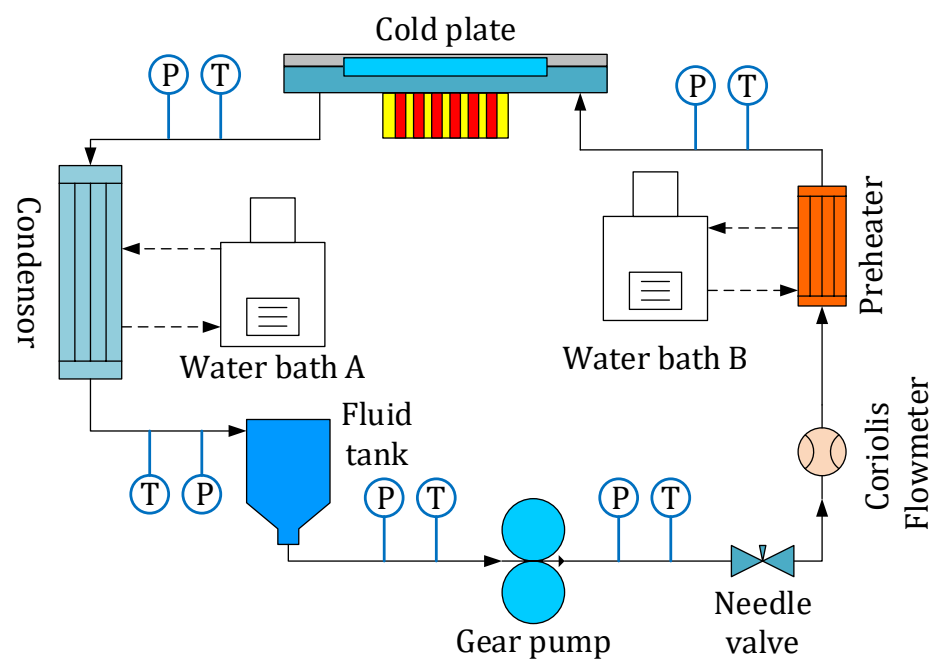 Cold plate
P
T
P
T
Condensor
Preheater
Water bath A
Water bath B
Fluid
tank
Coriolis
Flowmeter
T
P
P
T
P
T
Gear pump
Needle
valve